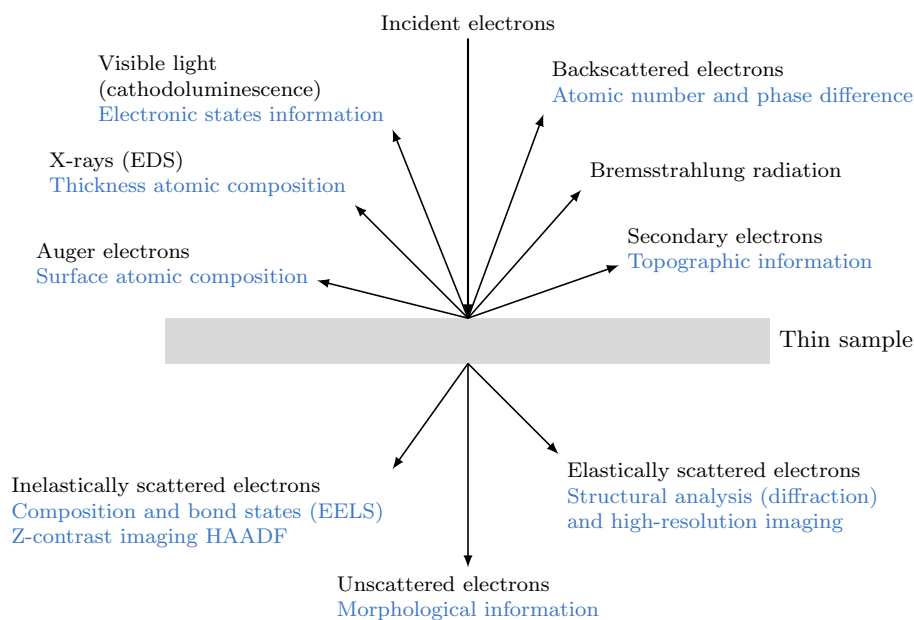 Incident electrons
Visible light
(cathodoluminescence)
Electronic states information
Backscattered electrons
Atomic number and phase difference
X-rays (EDS)
Thickness atomic composition
Bremsstrahlung radiation
Auger electrons
Surface atomic composition
Secondary electrons
Topographic information
Thin sample
Inelastically scattered electrons
Composition and bond states (EELS)
Z-contrast imaging HAADF
Elastically scattered electrons
Structural analysis (diffraction)
and high-resolution imaging
Unscattered electrons
Morphological information